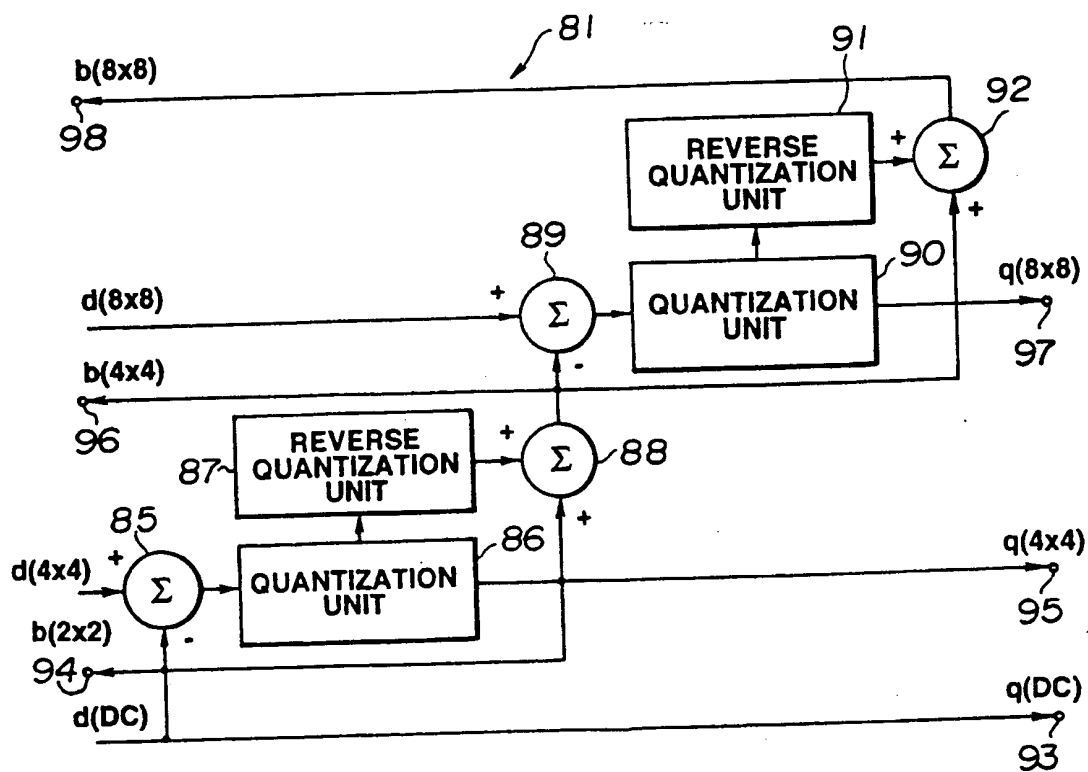 81
91
b(8x8)
92
98
+
REVERSE
QUANTIZATION
UNIT
Σ
+
89
90
d(8x8)
+
q(8x8)
Σ
QUANTIZATION
UNIT
97
b(4x4)
-
96
REVERSE
QUANTIZATION
UNIT
+
Σ
88
87
85
+
86
+
q(4x4)
d(4x4)
Σ
QUANTIZATION
UNIT
95
b(2x2)
-
94
d(DC)
q(DC)
93